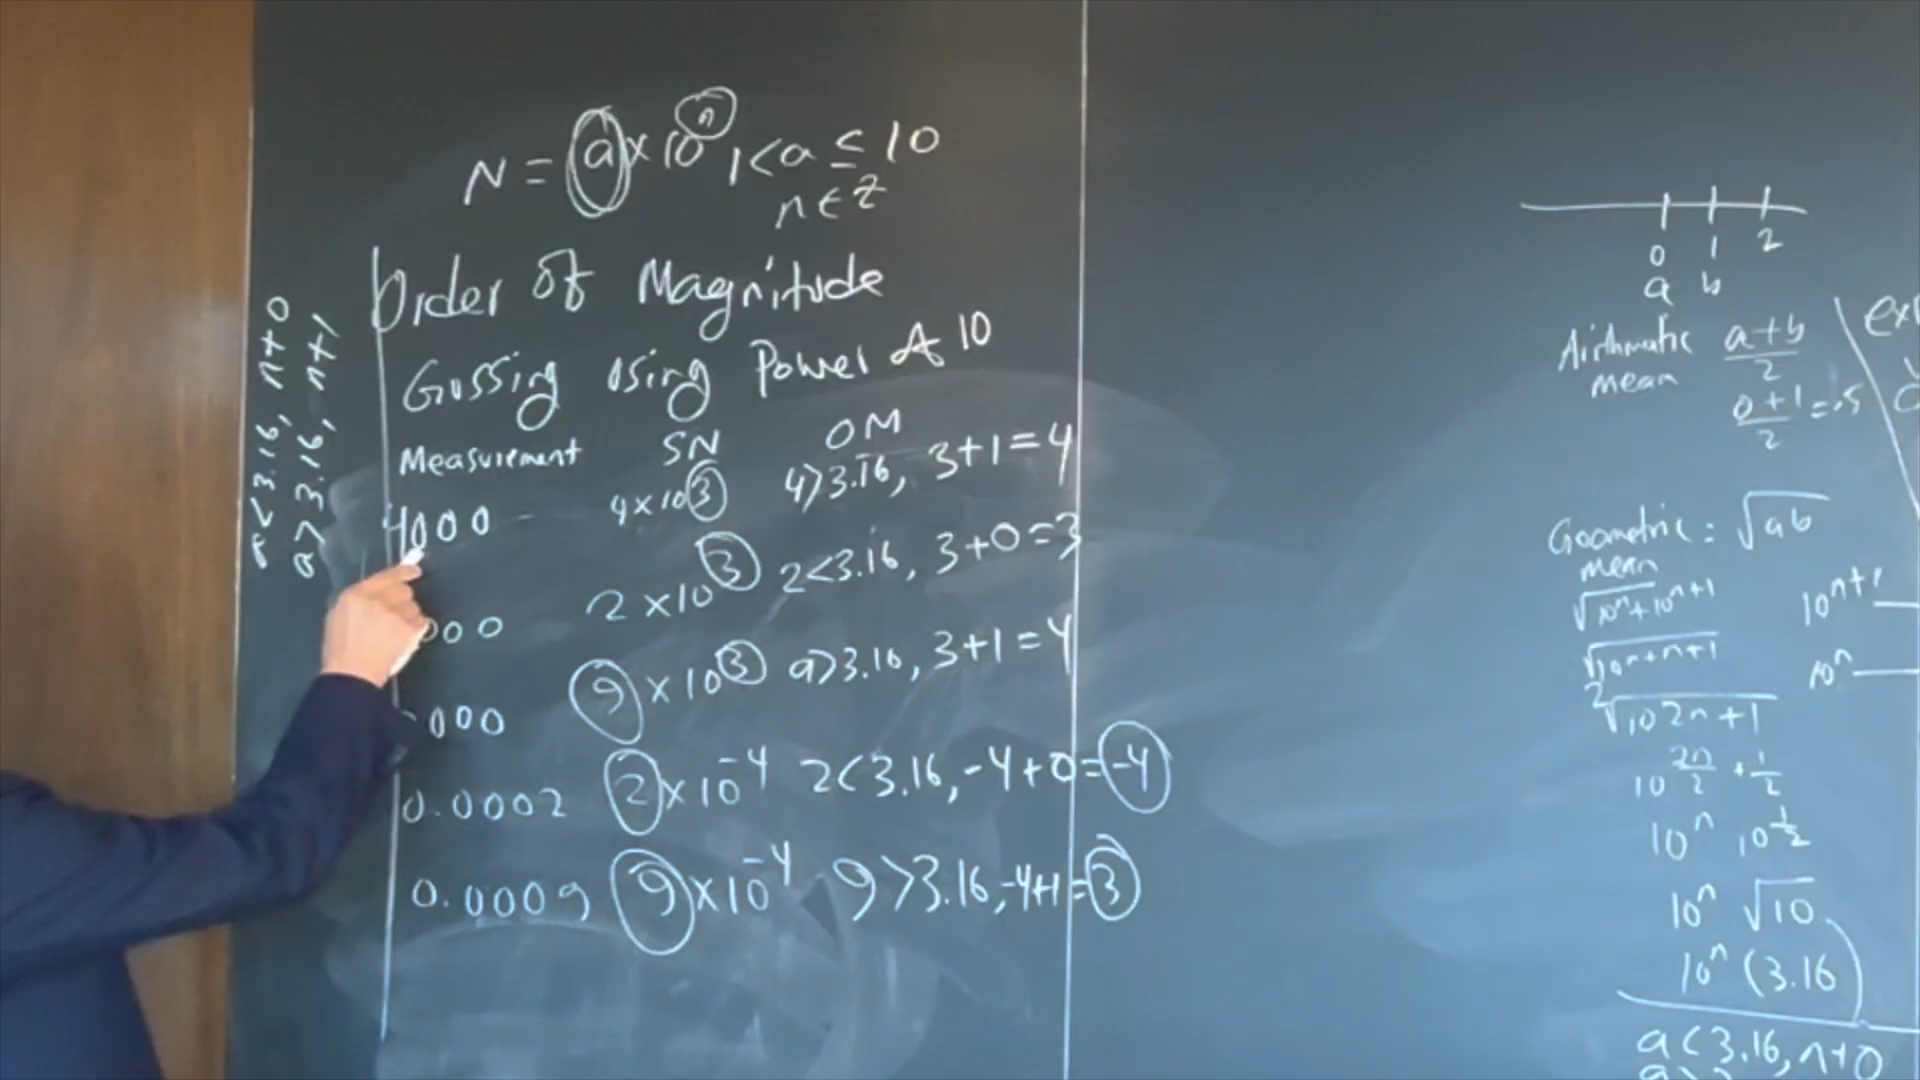 N = a × 10ⁿ 1 < a ≤ 10
n ∈ Z
Order of Magnitude
Gussing Using Power of 10
Measurement SN OM
4000 4 × 10³ 4 > 3.16, 3+1 = 4
000 2 × 10³ 2 < 3.16, 3+0 = 3
000 9 × 10³ 9 > 3.16, 3+1 = 4
0.0002 2 × 10⁻⁴ 2 < 3.16, -4+0 = -4
0.0009 9 × 10⁻⁴ 9 > 3.16, -4+1 = 3
a < 3.16, n+0
a > 3.16, n+1
0 1 2
a b
Airthmatic mean (a+b)/2
(0+1)/2 = .5
Geometric mean : √ab
√10ⁿ+10ⁿ⁺¹
√10ⁿ⁺ⁿ⁺¹
²√10 2n+1
10^(2n/2 + 1/2)
10ⁿ 10^(1/2)
10ⁿ √10
10ⁿ (3.16
a < 3.16, n+0
10ⁿ⁺¹
10ⁿ